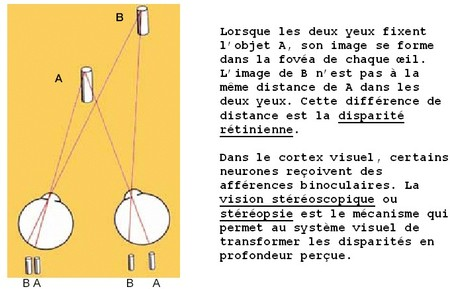 B
A
Lorsque les deux yeux fixent
l'objet A, son image se forme
dans la fovéa de chaque œil.
L'image de B n'est pas à la
même distance de A dans les
deux yeux. Cette différence de
distance est la disparité
rétinienne.
Dans le cortex visuel, certains
neurones reçoivent des
afférences binoculaires. La
vision stéréoscopique ou
stéréopsie est le mécanisme qui
permet au système visuel de
transformer les disparités en
profondeur perçue.
B A B A